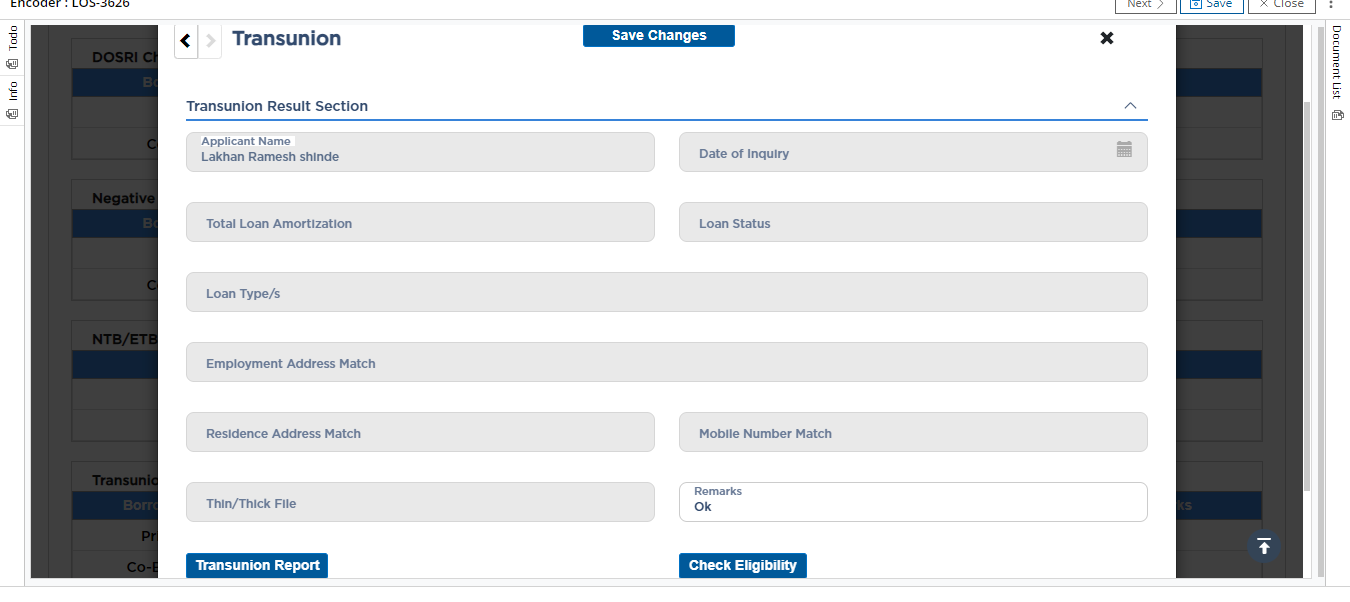 Encoder : LOS-3626
Next
Save
Close
Todo
Info
Document List
Transunion
Save Changes
DOSRI Ch
Bo
C
Negative
Bo
C
NTB/ETB
Transunio
Borro
ks
Pri
Co-B
Transunion Result Section
Applicant Name
Lakhan Ramesh shinde
Date of Inquiry
Total Loan Amortization
Loan Status
Loan Type/s
Employment Address Match
Residence Address Match
Mobile Number Match
Thin/Thick File
Remarks
Ok
Transunion Report
Check Eligibility